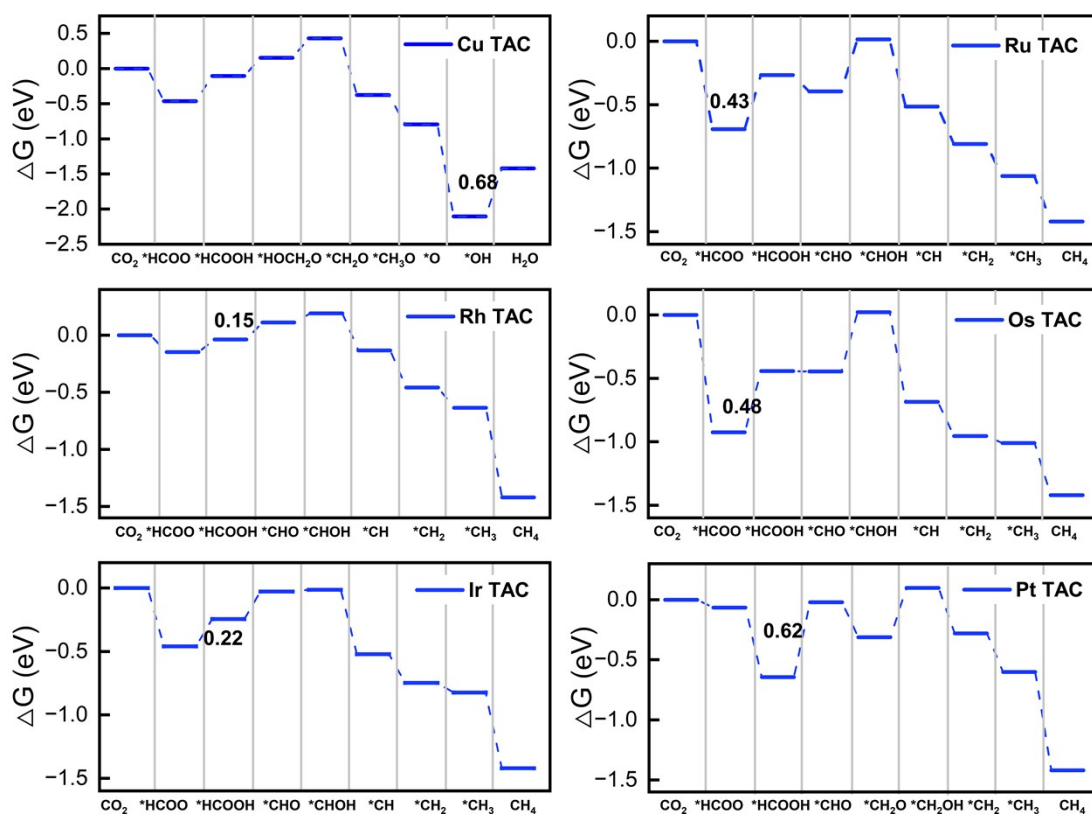 Cu TAC
0.5
0.0
−0.5
−1.0
−1.5
−2.0
−2.5
△G (eV)
0.68
CO₂ *HCOO *HCOOH *HOCH₂O *CH₂O *CH₃O *O *OH H₂O
Ru TAC
0.0
−0.5
−1.0
−1.5
△G (eV)
0.43
CO₂ *HCOO *HCOOH *CHO *CHOH *CH *CH₂ *CH₃ CH₄
Rh TAC
0.0
−0.5
−1.0
−1.5
△G (eV)
0.15
CO₂ *HCOO *HCOOH *CHO *CHOH *CH *CH₂ *CH₃ CH₄
Os TAC
0.0
−0.5
−1.0
−1.5
△G (eV)
0.48
CO₂ *HCOO *HCOOH *CHO *CHOH *CH *CH₂ *CH₃ CH₄
Ir TAC
0.0
−0.5
−1.0
−1.5
△G (eV)
0.22
CO₂ *HCOO *HCOOH *CHO *CHOH *CH *CH₂ *CH₃ CH₄
Pt TAC
0.0
−0.5
−1.0
−1.5
△G (eV)
0.62
CO₂ *HCOO *HCOOH *CHO *CH₂O *CH₂OH *CH₂ *CH₃ CH₄